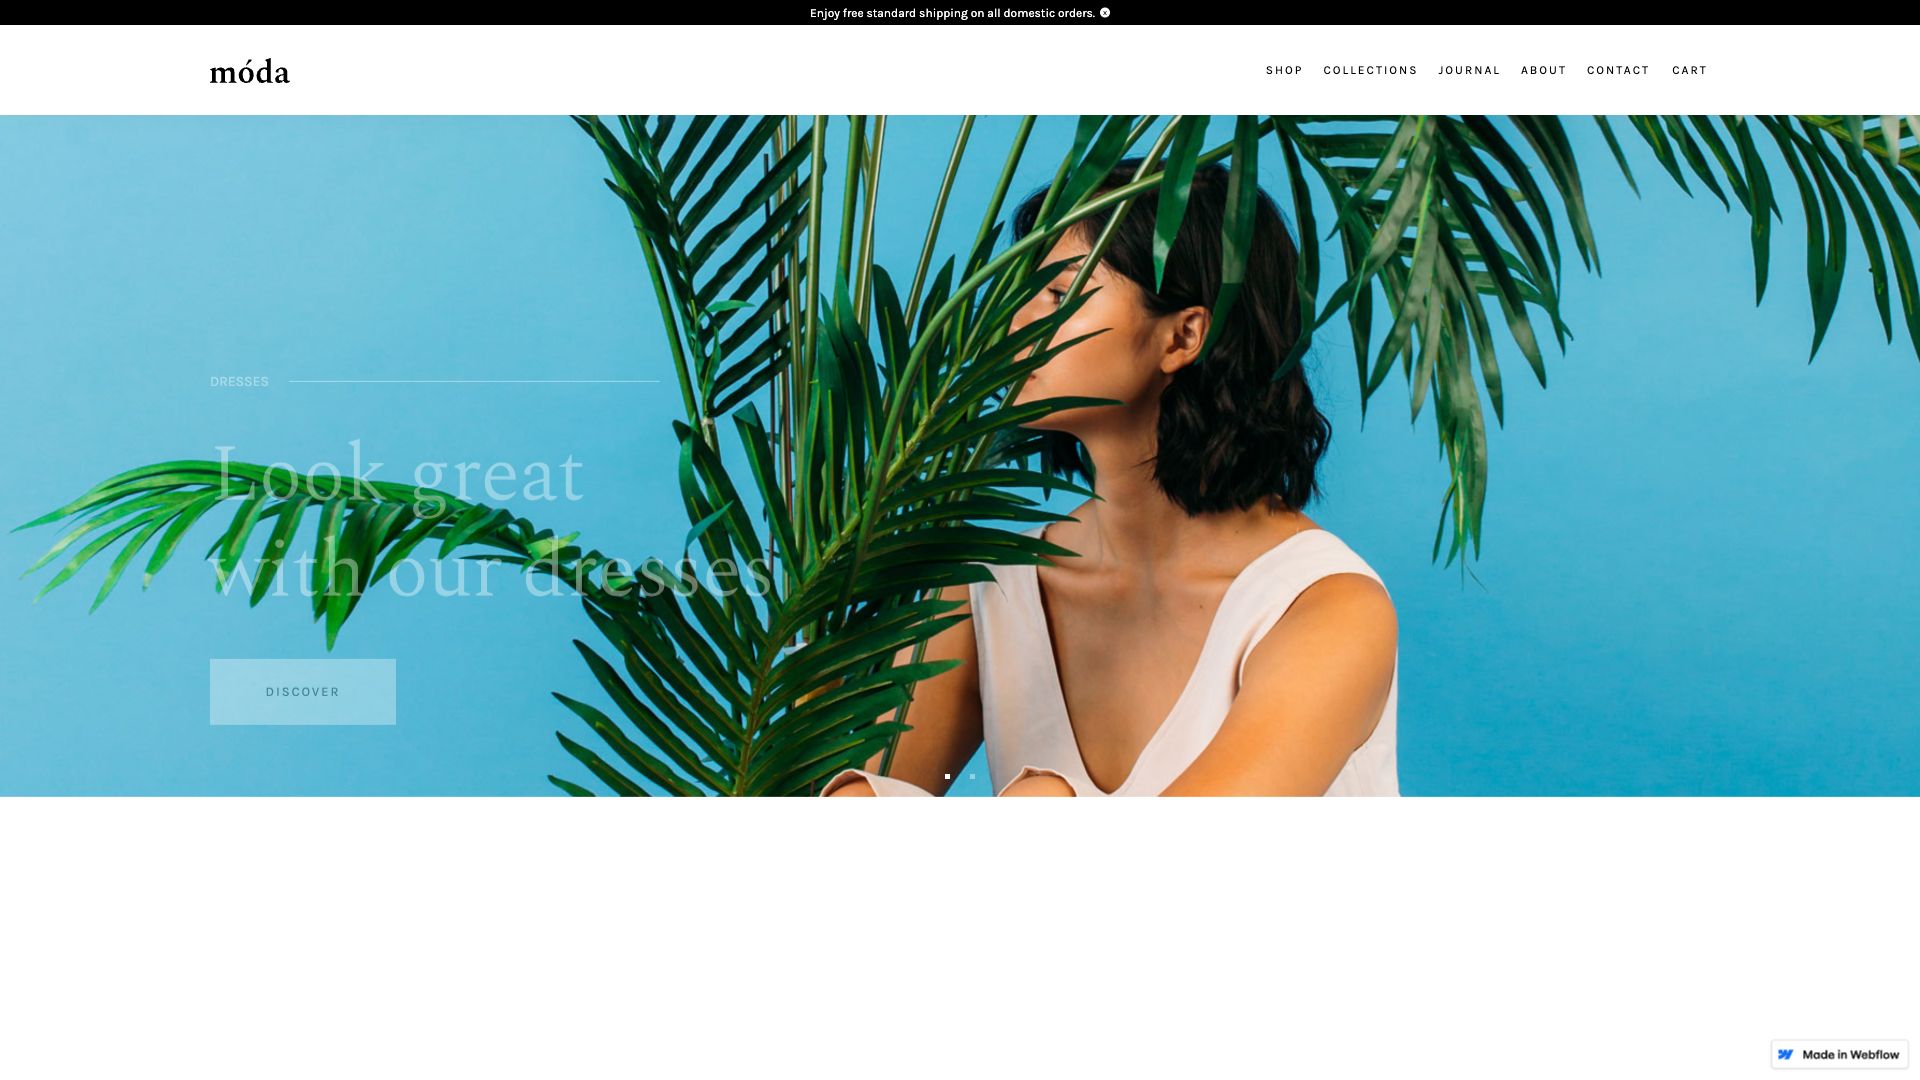 Enjoy free standard shipping on all domestic orders.
móda
SHOP COLLECTIONS JOURNAL ABOUT CONTACT CART
DRESSES
Look great
with our dresses
DISCOVER
Made in Webflow